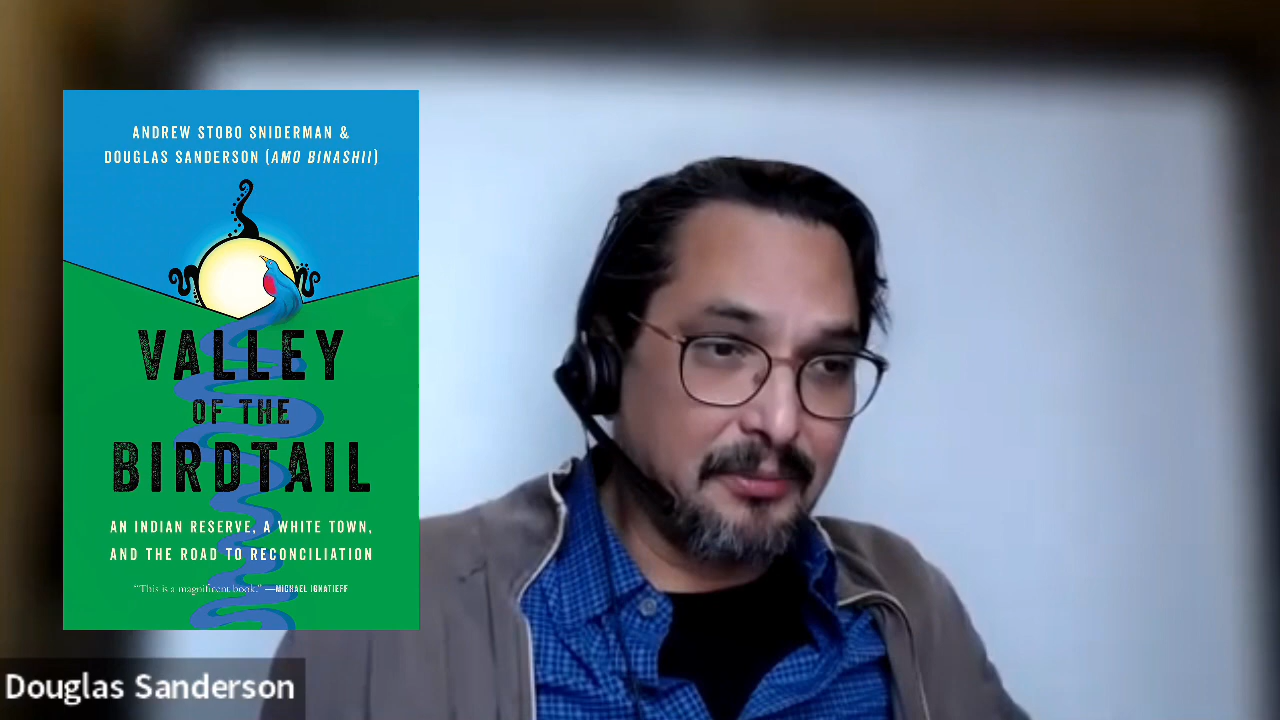 ANDREW STOBO SNIDERMAN &
DOUGLAS SANDERSON (AMO BINASHII)
VALLEY
OF THE
BIRDTAIL
AN INDIAN RESERVE, A WHITE TOWN,
AND THE ROAD TO RECONCILIATION
"This is a magnificent book." —MICHAEL IGNATIEFF
Douglas Sanderson